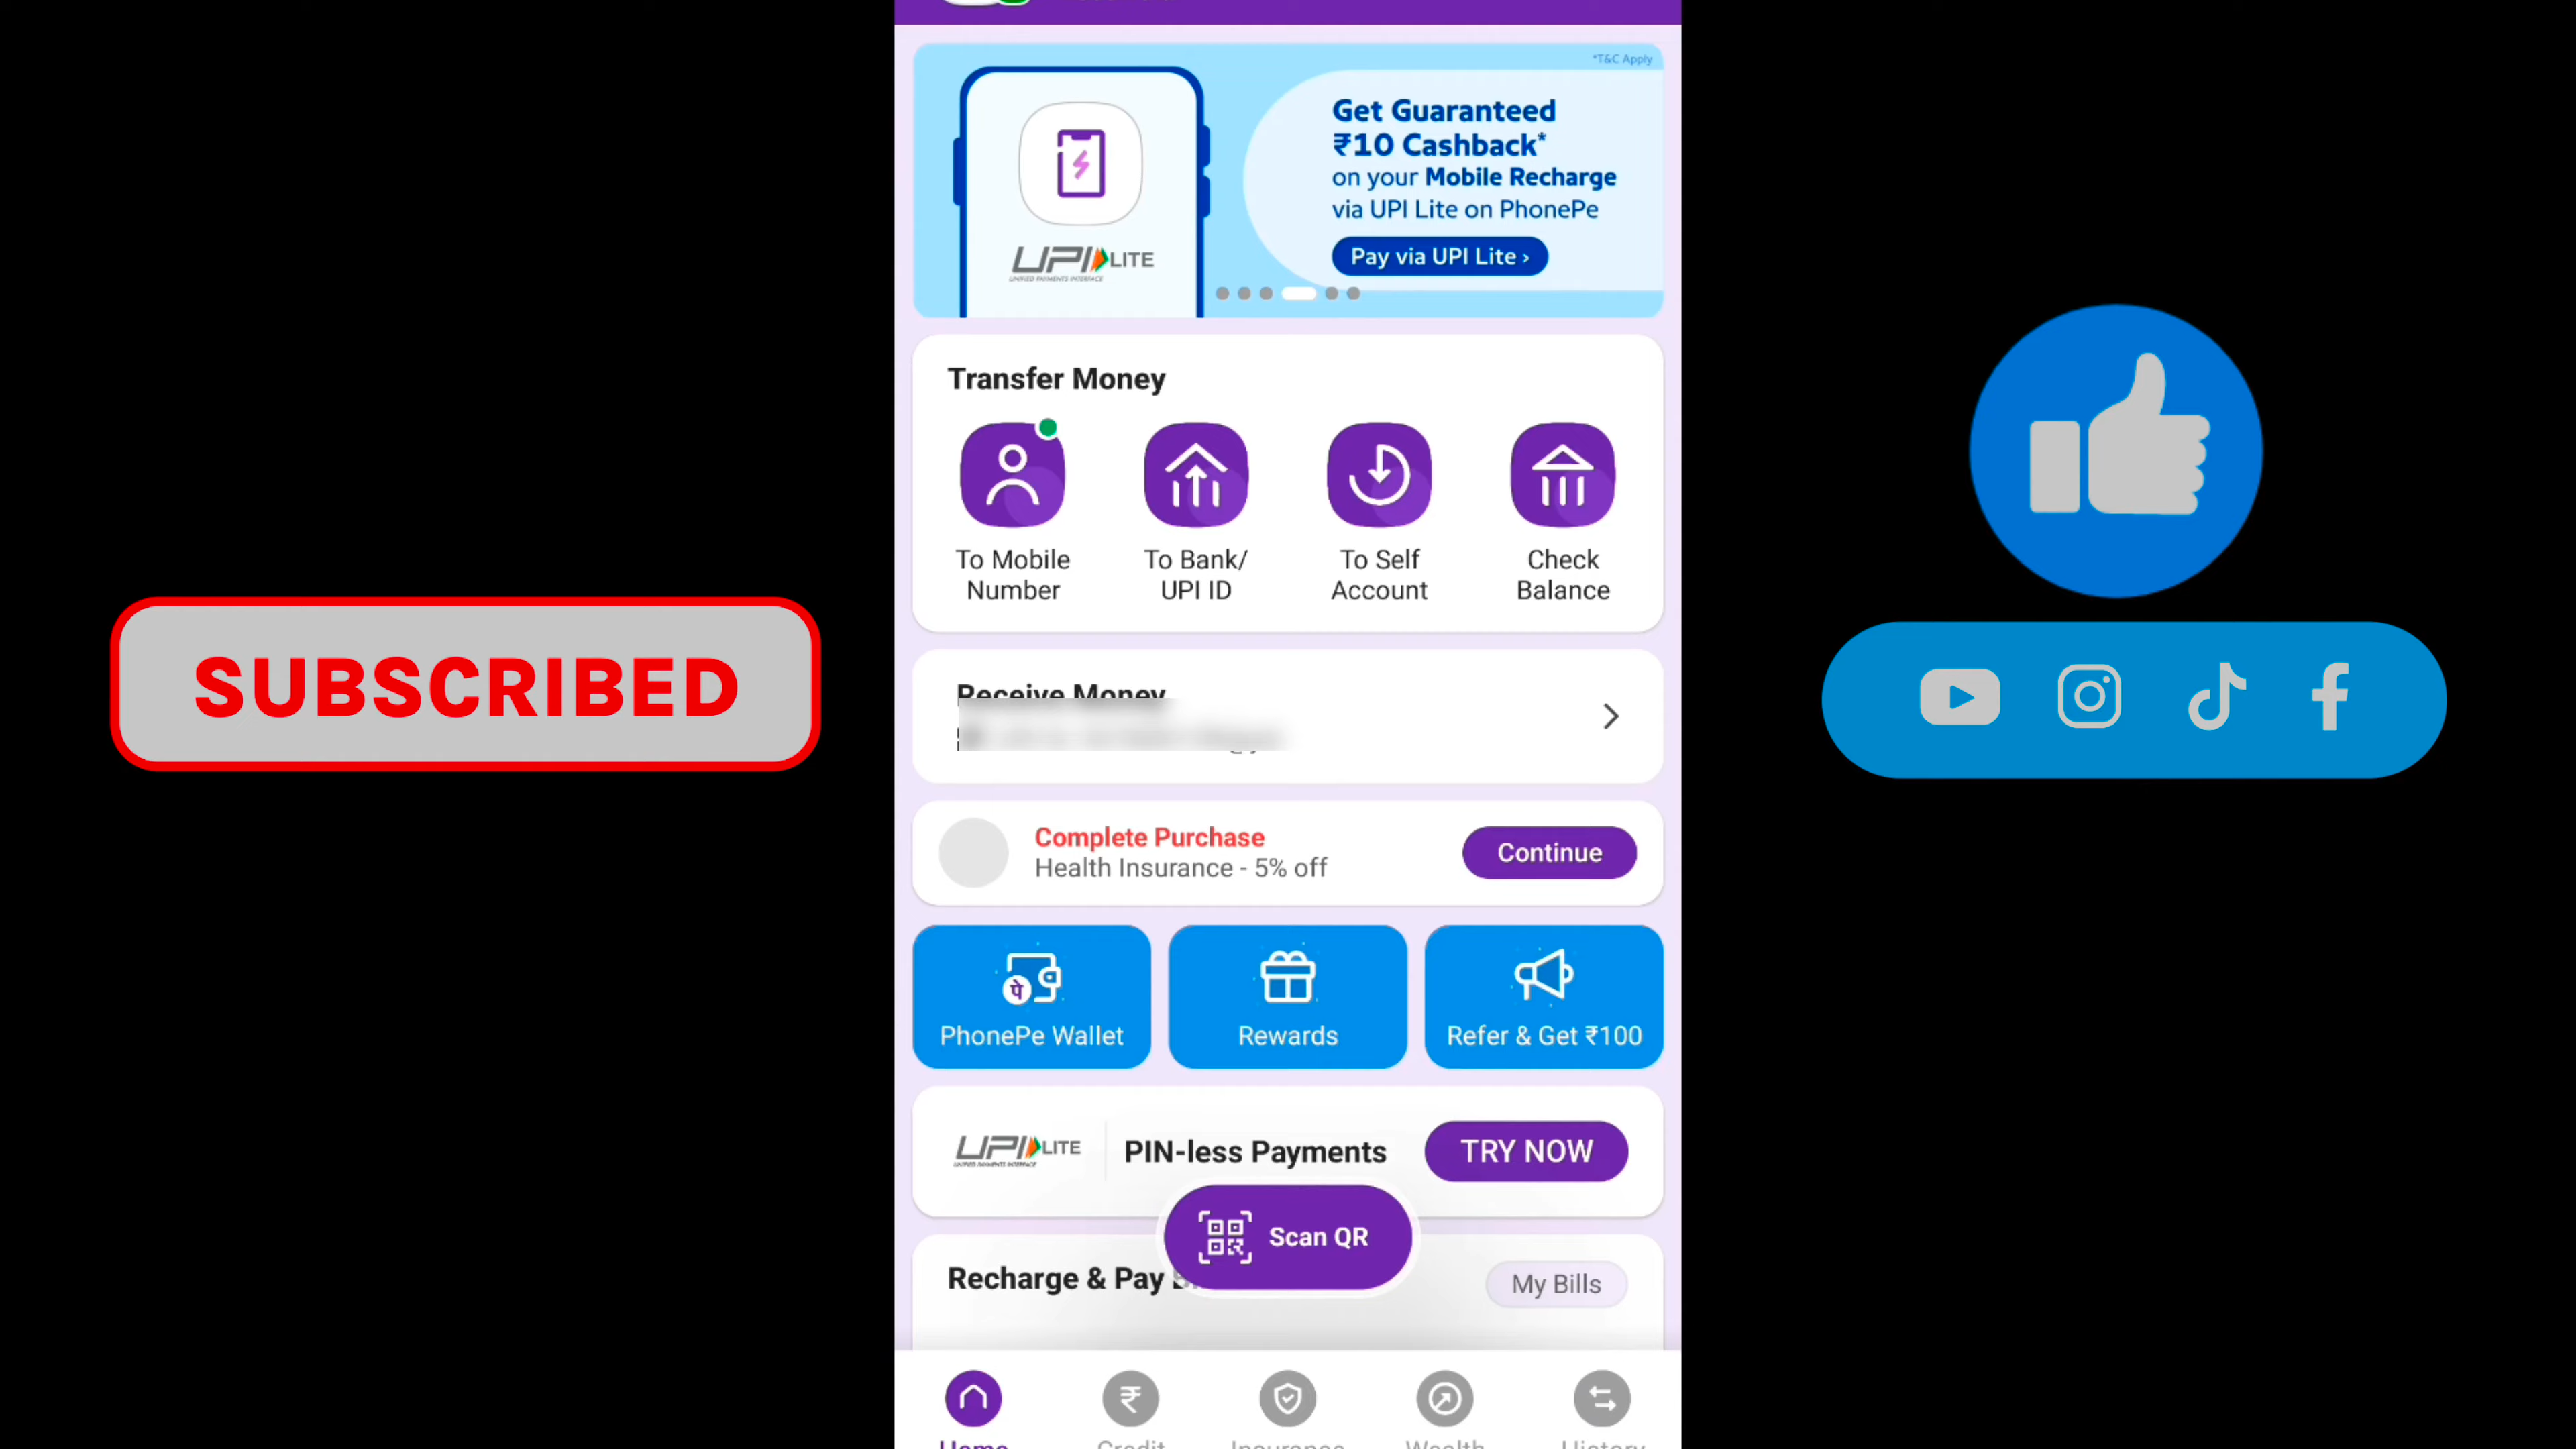 *T&C Apply
Get Guaranteed
₹10 Cashback*
on your Mobile Recharge
via UPI Lite on PhonePe
Pay via UPI Lite ›
UPI LITE
UNIFIED PAYMENTS INTERFACE
Transfer Money
To Mobile
Number
To Bank/
UPI ID
To Self
Account
Check
Balance
SUBSCRIBED
Receive Money
Complete Purchase
Health Insurance - 5% off
Continue
पे
PhonePe Wallet
Rewards
Refer & Get ₹100
UPI LITE
UNIFIED PAYMENTS INTERFACE
PIN-less Payments
TRY NOW
Scan QR
Recharge & Pay
My Bills
Home
Credit
Insurance
Wealth
History